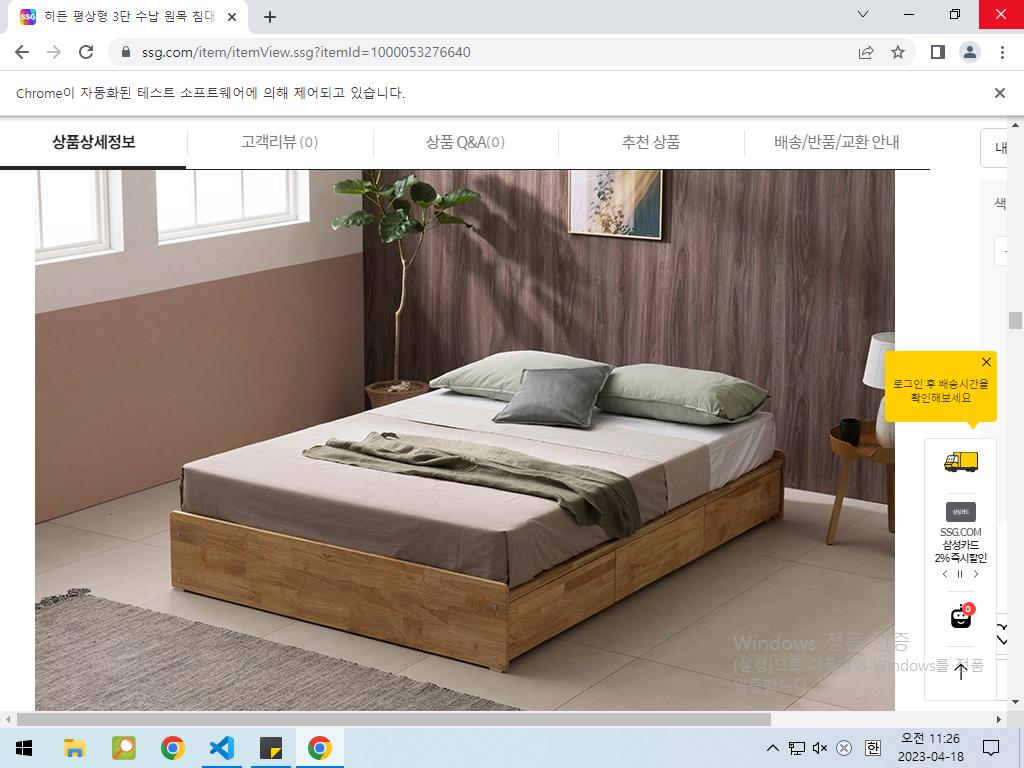 히든 평상형 3단 수납 원목 침대
ssg.com/item/itemView.ssg?itemId=1000053276640
Chrome이 자동화된 테스트 소프트웨어에 의해 제어되고 있습니다.
상품상세정보
고객리뷰 (0)
상품 Q&A(0)
추천 상품
배송/반품/교환 안내
내
색
로그인 후 배송시간을
확인해보세요
삼성카드
SSG.COM
삼성카드
2% 즉시할인
0
Windows 정품 인증
[설정]으로 이동하여 Windows를 정품
인증합니다.
한
오전 11:26
2023-04-18